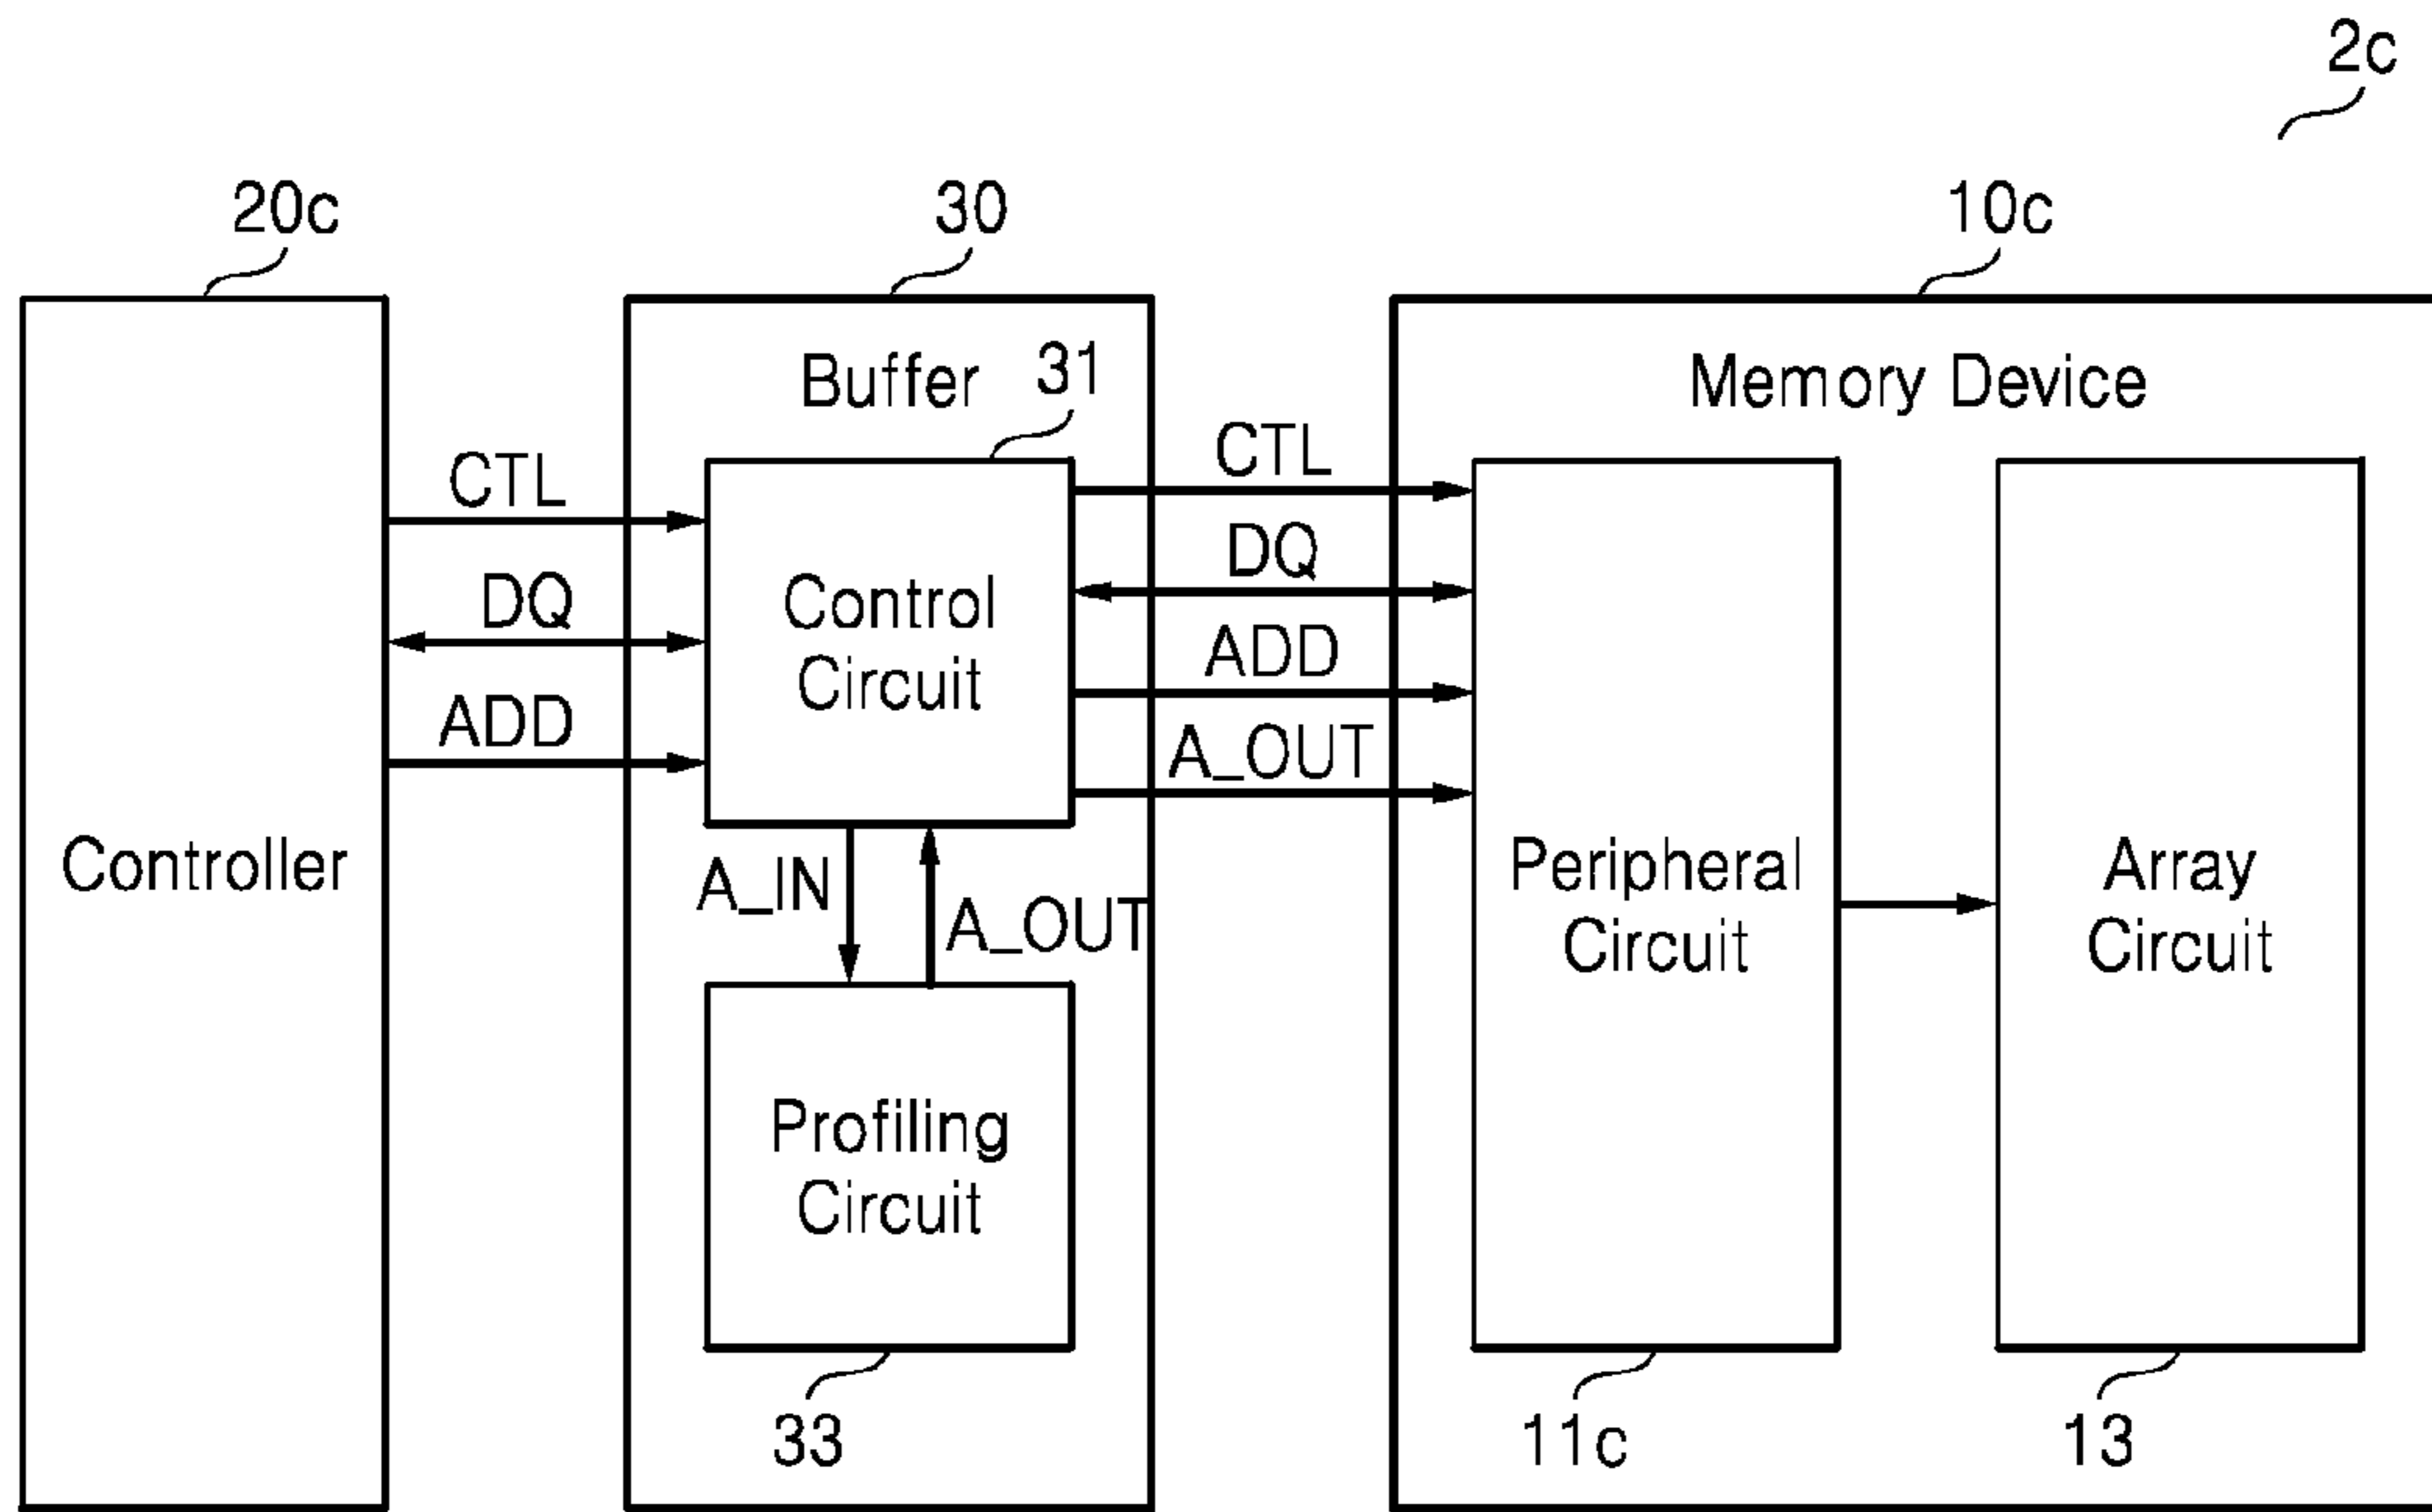 2c
20c
30
10c
Buffer
31
Memory Device
CTL
DQ
ADD
Controller
Control
Circuit
A_IN
A_OUT
Profiling
Circuit
33
CTL
DQ
ADD
A_OUT
Peripheral
Circuit
11c
Array
Circuit
13